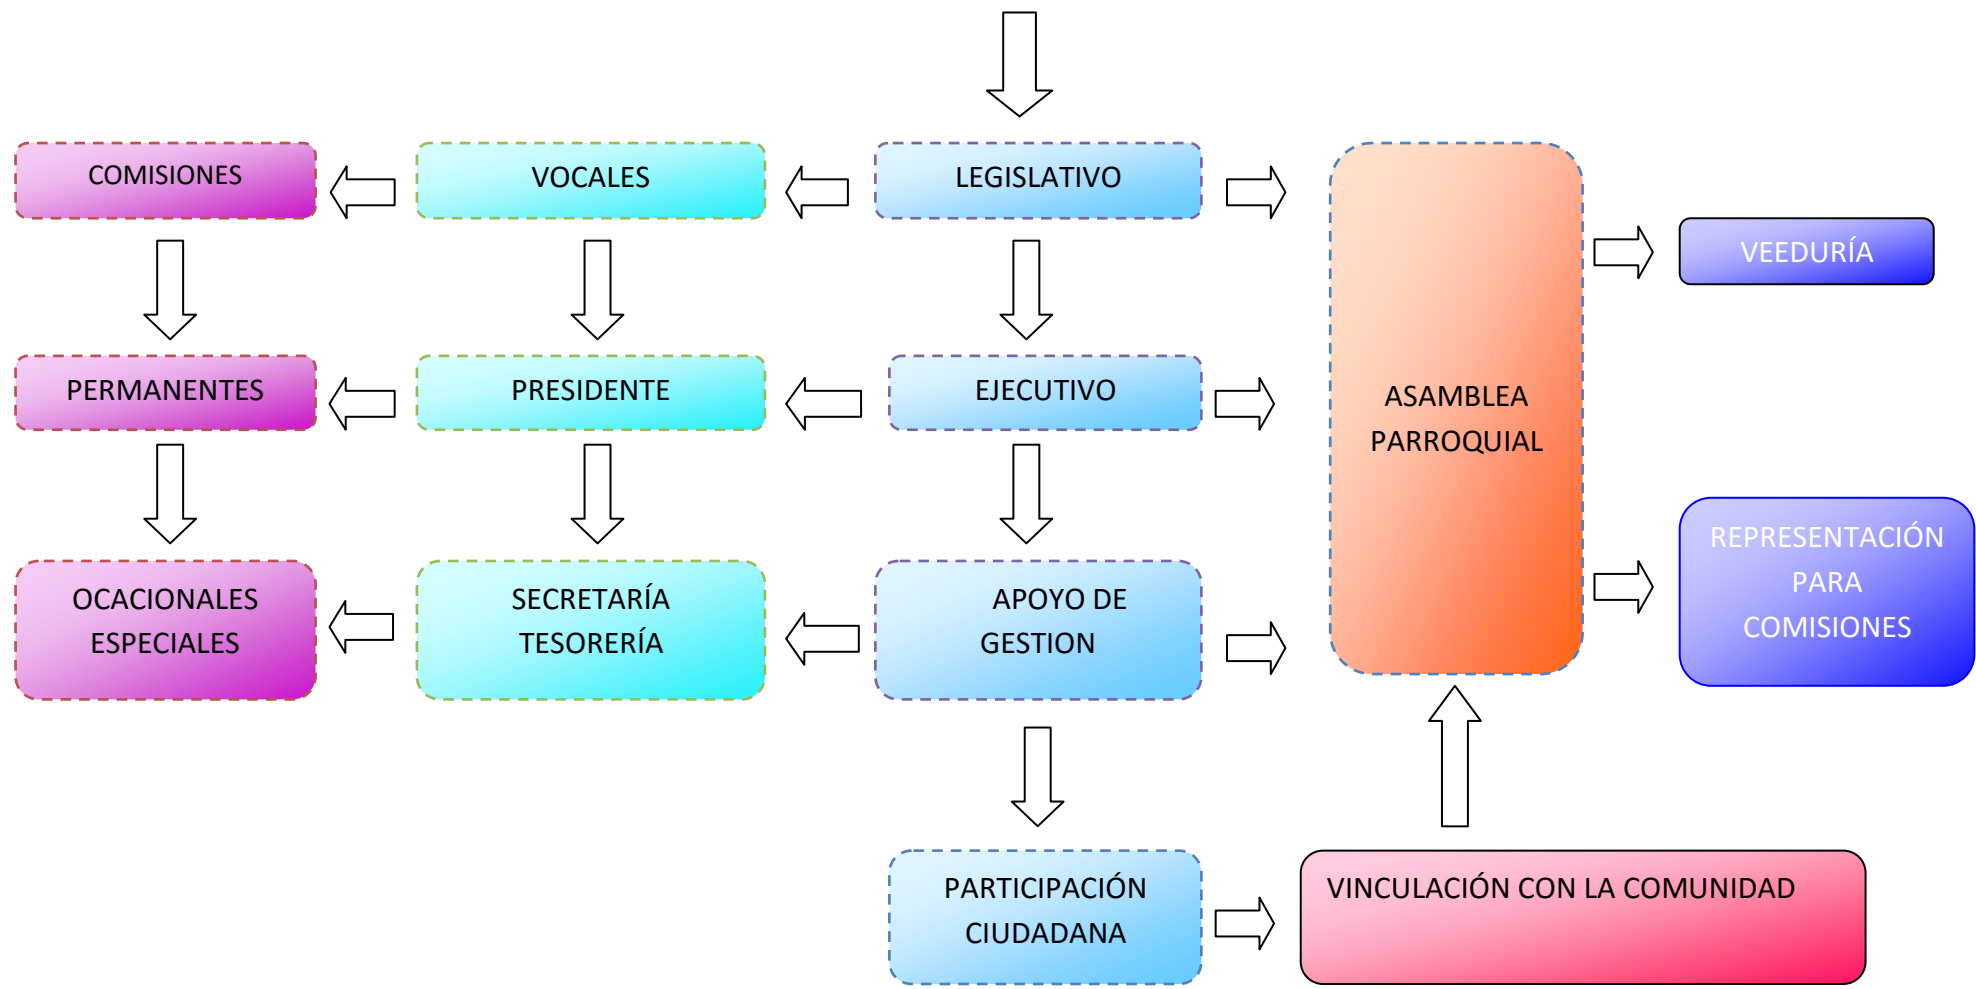 COMISIONES
VOCALES
LEGISLATIVO
VEEDURÍA
PERMANENTES
PRESIDENTE
EJECUTIVO
ASAMBLEA
PARROQUIAL
OCACIONALES
ESPECIALES
SECRETARÍA
TESORERÍA
APOYO DE
GESTION
REPRESENTACIÓN
PARA
COMISIONES
PARTICIPACIÓN
CIUDADANA
VINCULACIÓN CON LA COMUNIDAD